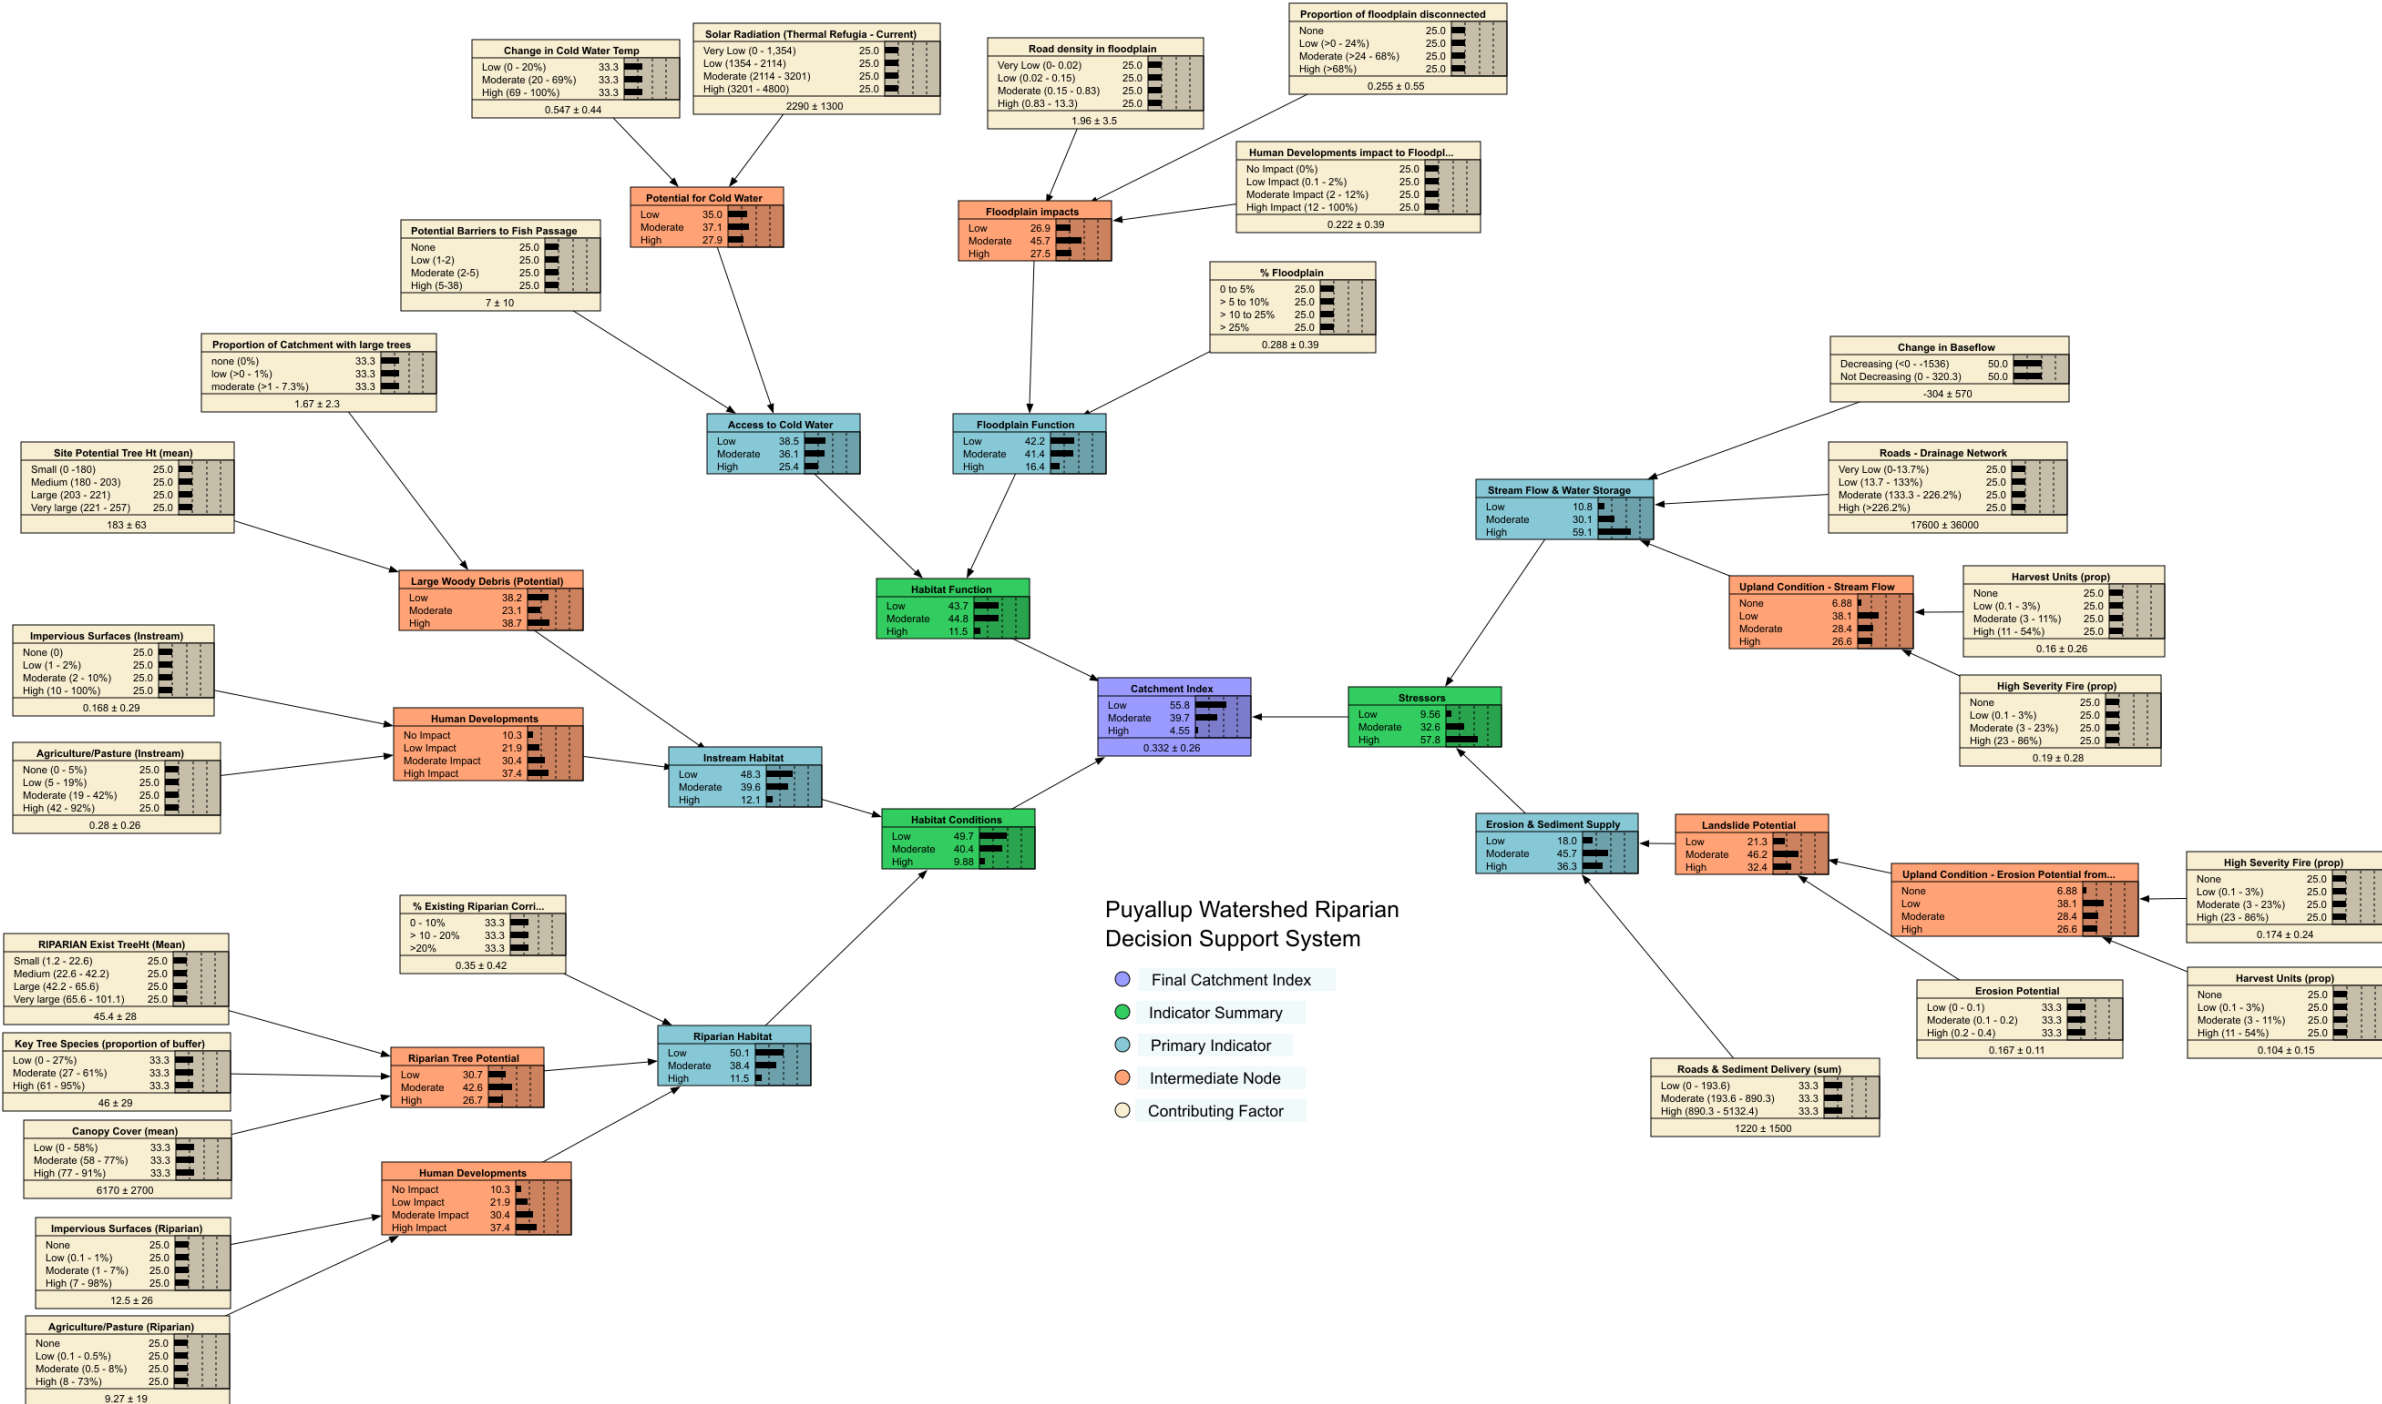 Proportion of floodplain disconnected
None 25.0
Low (>0 - 24%) 25.0
Moderate (>24 - 68%) 25.0
High (>68%) 25.0
0.255 ± 0.55
Solar Radiation (Thermal Refugia - Current)
Very Low (0 - 1,354) 25.0
Low (1354 - 2114) 25.0
Moderate (2114 - 3201) 25.0
High (3201 - 4800) 25.0
2290 ± 1300
Change in Cold Water Temp
Low (0 - 20%) 33.3
Moderate (20 - 69%) 33.3
High (69 - 100%) 33.3
0.547 ± 0.44
Road density in floodplain
Very Low (0- 0.02) 25.0
Low (0.02 - 0.15) 25.0
Moderate (0.15 - 0.83) 25.0
High (0.83 - 13.3) 25.0
1.96 ± 3.5
Human Developments impact to Floodpl...
No Impact (0%) 25.0
Low Impact (0.1 - 2%) 25.0
Moderate Impact (2 - 12%) 25.0
High Impact (12 - 100%) 25.0
0.222 ± 0.39
Potential for Cold Water
Low 35.0
Moderate 37.1
High 27.9
Floodplain impacts
Low 26.9
Moderate 45.7
High 27.5
Potential Barriers to Fish Passage
None 25.0
Low (1-2) 25.0
Moderate (2-5) 25.0
High (5-38) 25.0
7 ± 10
% Floodplain
0 to 5% 25.0
> 5 to 10% 25.0
> 10 to 25% 25.0
> 25% 25.0
0.288 ± 0.39
Proportion of Catchment with large trees
none (0%) 33.3
low (>0 - 1%) 33.3
moderate (>1 - 7.3%) 33.3
1.67 ± 2.3
Change in Baseflow
Decreasing (<0 - -1536) 50.0
Not Decreasing (0 - 320.3) 50.0
-304 ± 570
Access to Cold Water
Low 38.5
Moderate 36.1
High 25.4
Floodplain Function
Low 42.2
Moderate 41.4
High 16.4
Site Potential Tree Ht (mean)
Small (0 -180) 25.0
Medium (180 - 203) 25.0
Large (203 - 221) 25.0
Very large (221 - 257) 25.0
183 ± 63
Roads - Drainage Network
Very Low (0-13.7%) 25.0
Low (13.7 - 133%) 25.0
Moderate (133.3 - 226.2%) 25.0
High (>226.2%) 25.0
17600 ± 36000
Stream Flow & Water Storage
Low 10.8
Moderate 30.1
High 59.1
Large Woody Debris (Potential)
Low 38.2
Moderate 23.1
High 38.7
Habitat Function
Low 43.7
Moderate 44.8
High 11.5
Upland Condition - Stream Flow
None 6.88
Low 38.1
Moderate 28.4
High 26.6
Harvest Units (prop)
None 25.0
Low (0.1 - 3%) 25.0
Moderate (3 - 11%) 25.0
High (11 - 54%) 25.0
0.16 ± 0.26
Impervious Surfaces (Instream)
None (0) 25.0
Low (1 - 2%) 25.0
Moderate (2 - 10%) 25.0
High (10 - 100%) 25.0
0.168 ± 0.29
High Severity Fire (prop)
None 25.0
Low (0.1 - 3%) 25.0
Moderate (3 - 23%) 25.0
High (23 - 86%) 25.0
0.19 ± 0.28
Catchment Index
Low 55.8
Moderate 39.7
High 4.55
0.332 ± 0.26
Stressors
Low 9.56
Moderate 32.6
High 57.8
Human Developments
No Impact 10.3
Low Impact 21.9
Moderate Impact 30.4
High Impact 37.4
Agriculture/Pasture (Instream)
None (0 - 5%) 25.0
Low (5 - 19%) 25.0
Moderate (19 - 42%) 25.0
High (42 - 92%) 25.0
0.28 ± 0.26
Instream Habitat
Low 48.3
Moderate 39.6
High 12.1
Habitat Conditions
Low 49.7
Moderate 40.4
High 9.88
Erosion & Sediment Supply
Low 18.0
Moderate 45.7
High 36.3
Landslide Potential
Low 21.3
Moderate 46.2
High 32.4
Upland Condition - Erosion Potential from...
None 6.88
Low 38.1
Moderate 28.4
High 26.6
High Severity Fire (prop)
None 25.0
Low (0.1 - 3%) 25.0
Moderate (3 - 23%) 25.0
High (23 - 86%) 25.0
0.174 ± 0.24
% Existing Riparian Corri...
0 - 10% 33.3
> 10 - 20% 33.3
>20% 33.3
0.35 ± 0.42
Puyallup Watershed Riparian
Decision Support System
Final Catchment Index
Indicator Summary
Primary Indicator
Intermediate Node
Contributing Factor
RIPARIAN Exist TreeHt (Mean)
Small (1.2 - 22.6) 25.0
Medium (22.6 - 42.2) 25.0
Large (42.2 - 65.6) 25.0
Very large (65.6 - 101.1) 25.0
45.4 ± 28
Harvest Units (prop)
None 25.0
Low (0.1 - 3%) 25.0
Moderate (3 - 11%) 25.0
High (11 - 54%) 25.0
0.104 ± 0.15
Erosion Potential
Low (0 - 0.1) 33.3
Moderate (0.1 - 0.2) 33.3
High (0.2 - 0.4) 33.3
0.167 ± 0.11
Key Tree Species (proportion of buffer)
Low (0 - 27%) 33.3
Moderate (27 - 61%) 33.3
High (61 - 95%) 33.3
46 ± 29
Riparian Tree Potential
Low 30.7
Moderate 42.6
High 26.7
Riparian Habitat
Low 50.1
Moderate 38.4
High 11.5
Roads & Sediment Delivery (sum)
Low (0 - 193.6) 33.3
Moderate (193.6 - 890.3) 33.3
High (890.3 - 5132.4) 33.3
1220 ± 1500
Canopy Cover (mean)
Low (0 - 58%) 33.3
Moderate (58 - 77%) 33.3
High (77 - 91%) 33.3
6170 ± 2700
Human Developments
No Impact 10.3
Low Impact 21.9
Moderate Impact 30.4
High Impact 37.4
Impervious Surfaces (Riparian)
None 25.0
Low (0.1 - 1%) 25.0
Moderate (1 - 7%) 25.0
High (7 - 98%) 25.0
12.5 ± 26
Agriculture/Pasture (Riparian)
None 25.0
Low (0.1 - 0.5%) 25.0
Moderate (0.5 - 8%) 25.0
High (8 - 73%) 25.0
9.27 ± 19